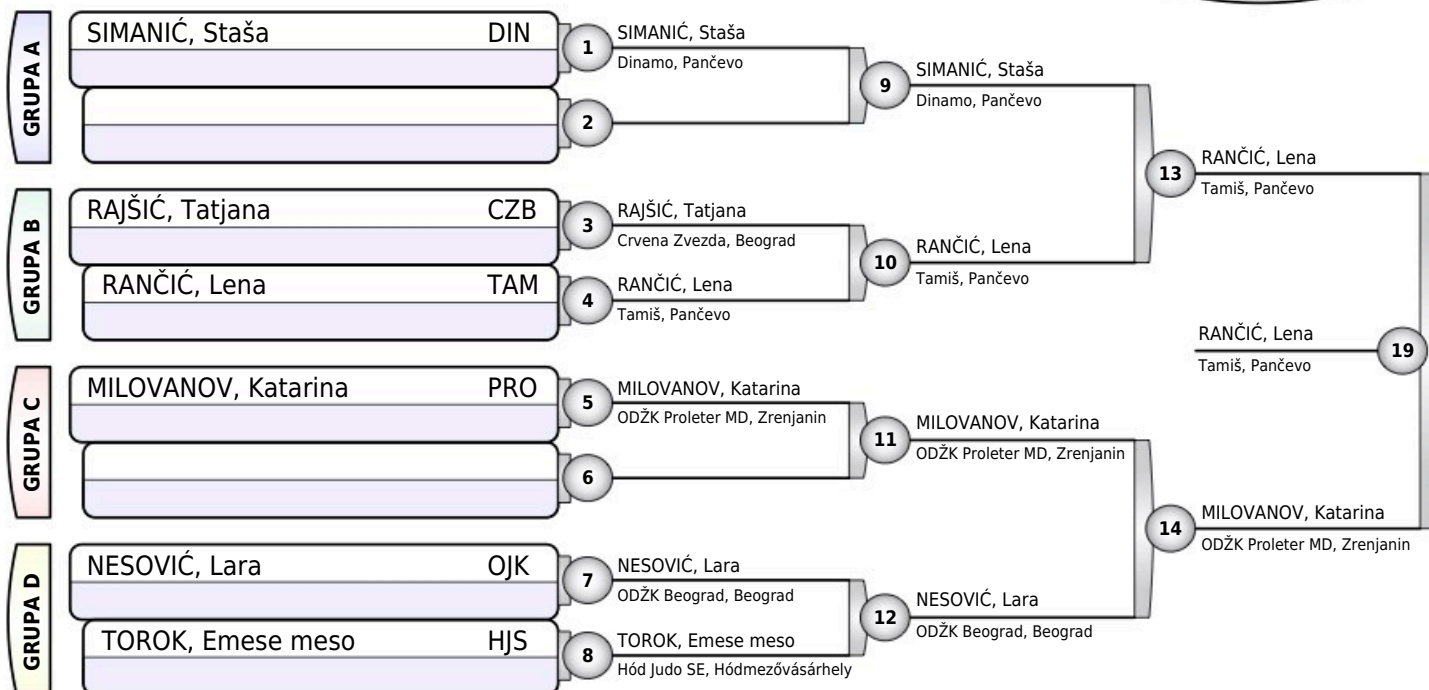 GRUPA A
SIMANIĆ, Staša DIN
1
2
GRUPA B
RAJŠIĆ, Tatjana CZB
RANČIĆ, Lena TAM
3
4
GRUPA C
MILOVANOV, Katarina PRO
5
6
GRUPA D
NESOVIĆ, Lara OJK
TOROK, Emese meso HJS
7
8
SIMANIĆ, Staša
Dinamo, Pančevo
RAJŠIĆ, Tatjana
Crvena Zvezda, Beograd
RANČIĆ, Lena
Tamiš, Pančevo
MILOVANOV, Katarina
ODŽK Proleter MD, Zrenjanin
NESOVIĆ, Lara
ODŽK Beograd, Beograd
TOROK, Emese meso
Hód Judo SE, Hódmezővásárhely
9
SIMANIĆ, Staša
Dinamo, Pančevo
10
RANČIĆ, Lena
Tamiš, Pančevo
11
MILOVANOV, Katarina
ODŽK Proleter MD, Zrenjanin
12
NESOVIĆ, Lara
ODŽK Beograd, Beograd
13
RANČIĆ, Lena
Tamiš, Pančevo
14
MILOVANOV, Katarina
ODŽK Proleter MD, Zrenjanin
RANČIĆ, Lena
Tamiš, Pančevo
19